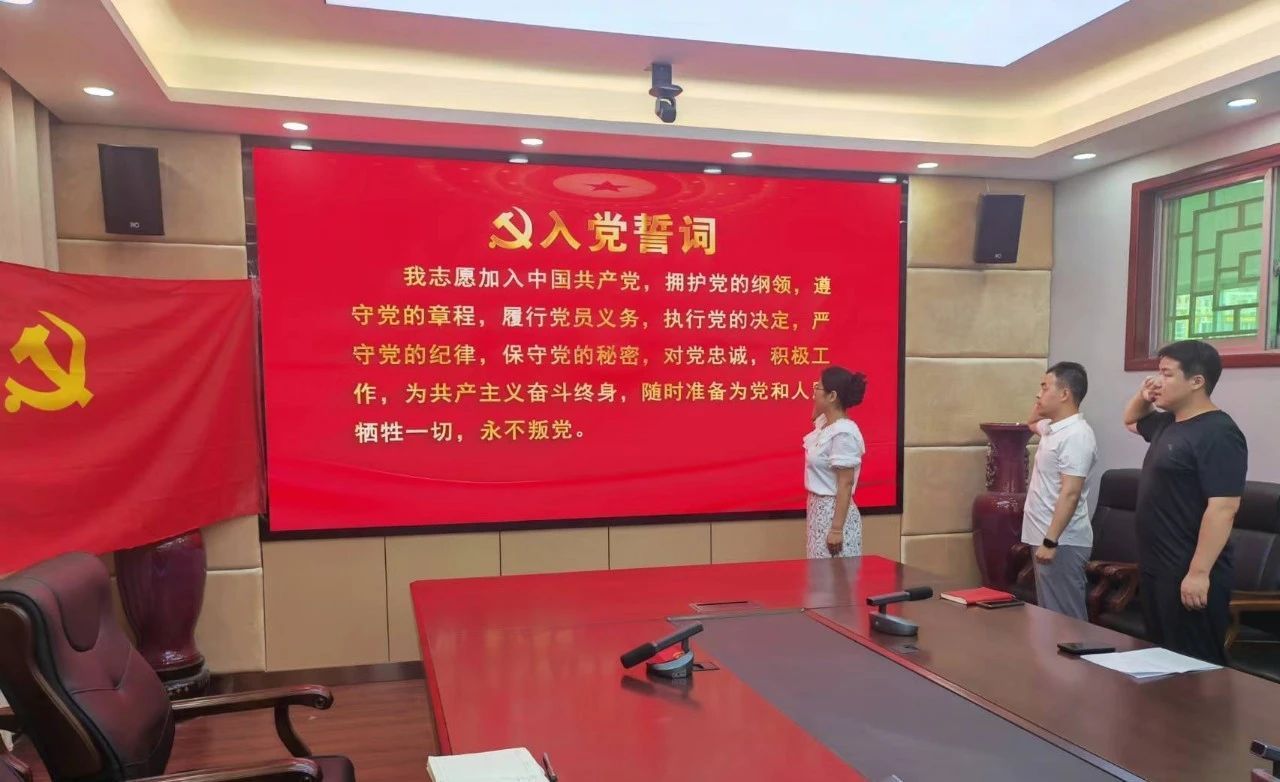 入党誓词
我志愿加入中国共产党，拥护党的纲领，遵
守党的章程，履行党员义务，执行党的决定，严
守党的纪律，保守党的秘密，对党忠诚，积极工
作，为共产主义奋斗终身，随时准备为党和人
牺牲一切，永不叛党。